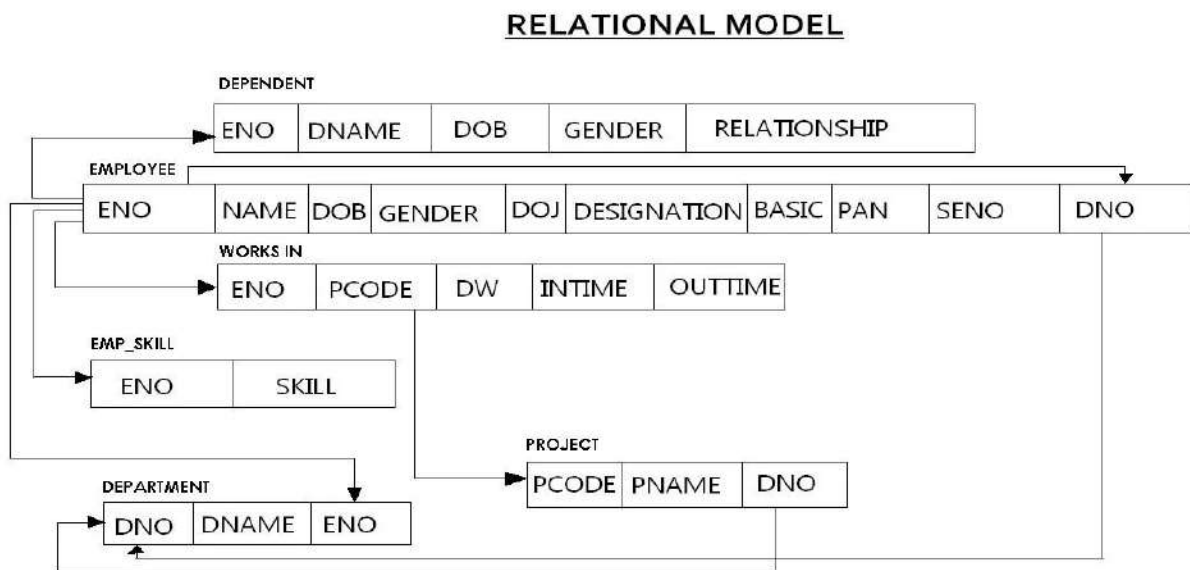 RELATIONAL MODEL
DEPENDENT
ENO DNAME DOB GENDER RELATIONSHIP
EMPLOYEE
ENO NAME DOB GENDER DOJ DESIGNATION BASIC PAN SENO DNO
WORKS IN
ENO PCODE DW INTIME OUTTIME
EMP_SKILL
ENO SKILL
PROJECT
PCODE PNAME DNO
DEPARTMENT
DNO DNAME ENO